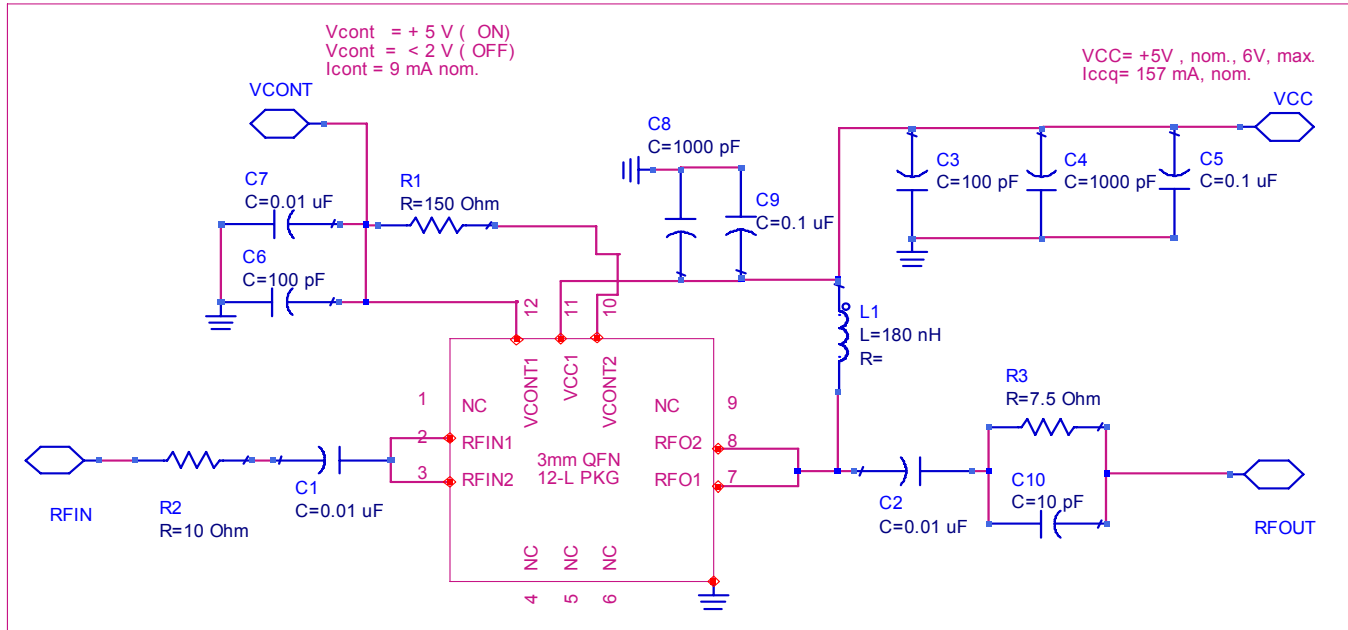 Vcont = + 5 V ( ON)
Vcont = < 2 V ( OFF)
Icont = 9 mA nom.
VCC= +5V , nom., 6V, max.
Iccq= 157 mA, nom.
VCONT
VCC
C8
C=1000 pF
C7
C=0.01 uF
R1
R=150 Ohm
C9
C=0.1 uF
C3
C=100 pF
C4
C=1000 pF
C5
C=0.1 uF
C6
C=100 pF
12
11
10
L1
L=180 nH
R=
VCONT1
VCC1
VCONT2
1
NC
NC
9
2
RFIN1
RFO2
8
3
RFIN2
RFO1
7
3mm QFN
12-L PKG
NC
NC
NC
4
5
6
RFIN
R2
R=10 Ohm
C1
C=0.01 uF
C2
C=0.01 uF
R3
R=7.5 Ohm
C10
C=10 pF
RFOUT